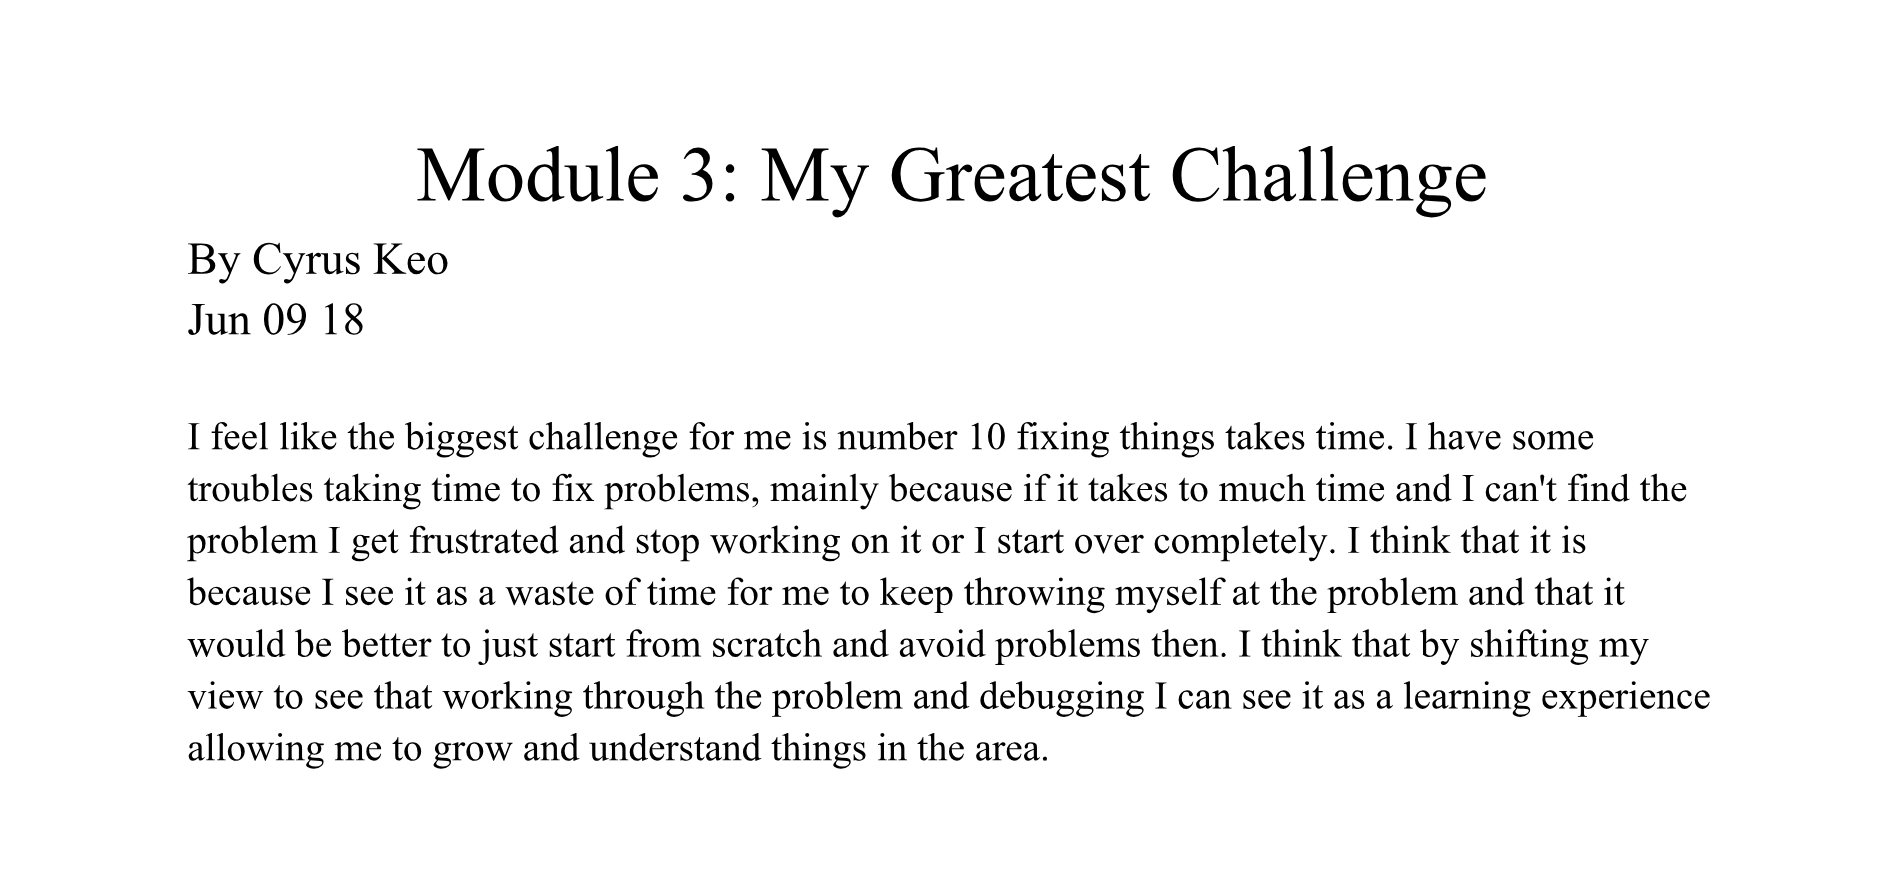 Module 3: My Greatest Challenge
By Cyrus Keo
Jun 09 18
I feel like the biggest challenge for me is number 10 fixing things takes time. I have some
troubles taking time to fix problems, mainly because if it takes to much time and I can't find the
problem I get frustrated and stop working on it or I start over completely. I think that it is
because I see it as a waste of time for me to keep throwing myself at the problem and that it
would be better to just start from scratch and avoid problems then. I think that by shifting my
view to see that working through the problem and debugging I can see it as a learning experience
allowing me to grow and understand things in the area.